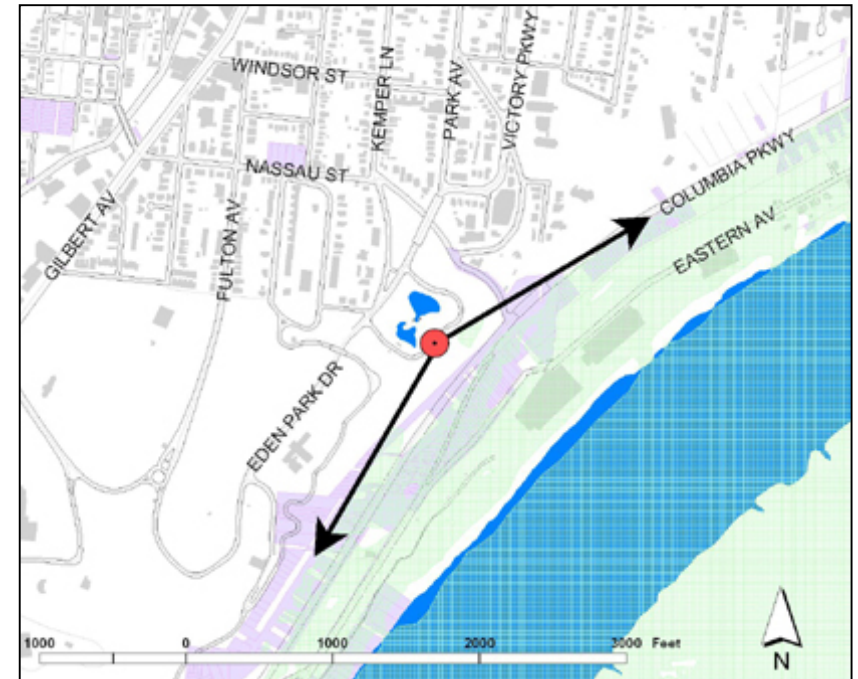 WINDSOR ST
KEMPER LN
PARK AV
VICTORY PKWY
NASSAU ST
COLUMBIA PKWY
EASTERN AV
GILBERT AV
FULTON AV
EDEN PARK DR
1000 0 1000 2000 3000 Feet
N